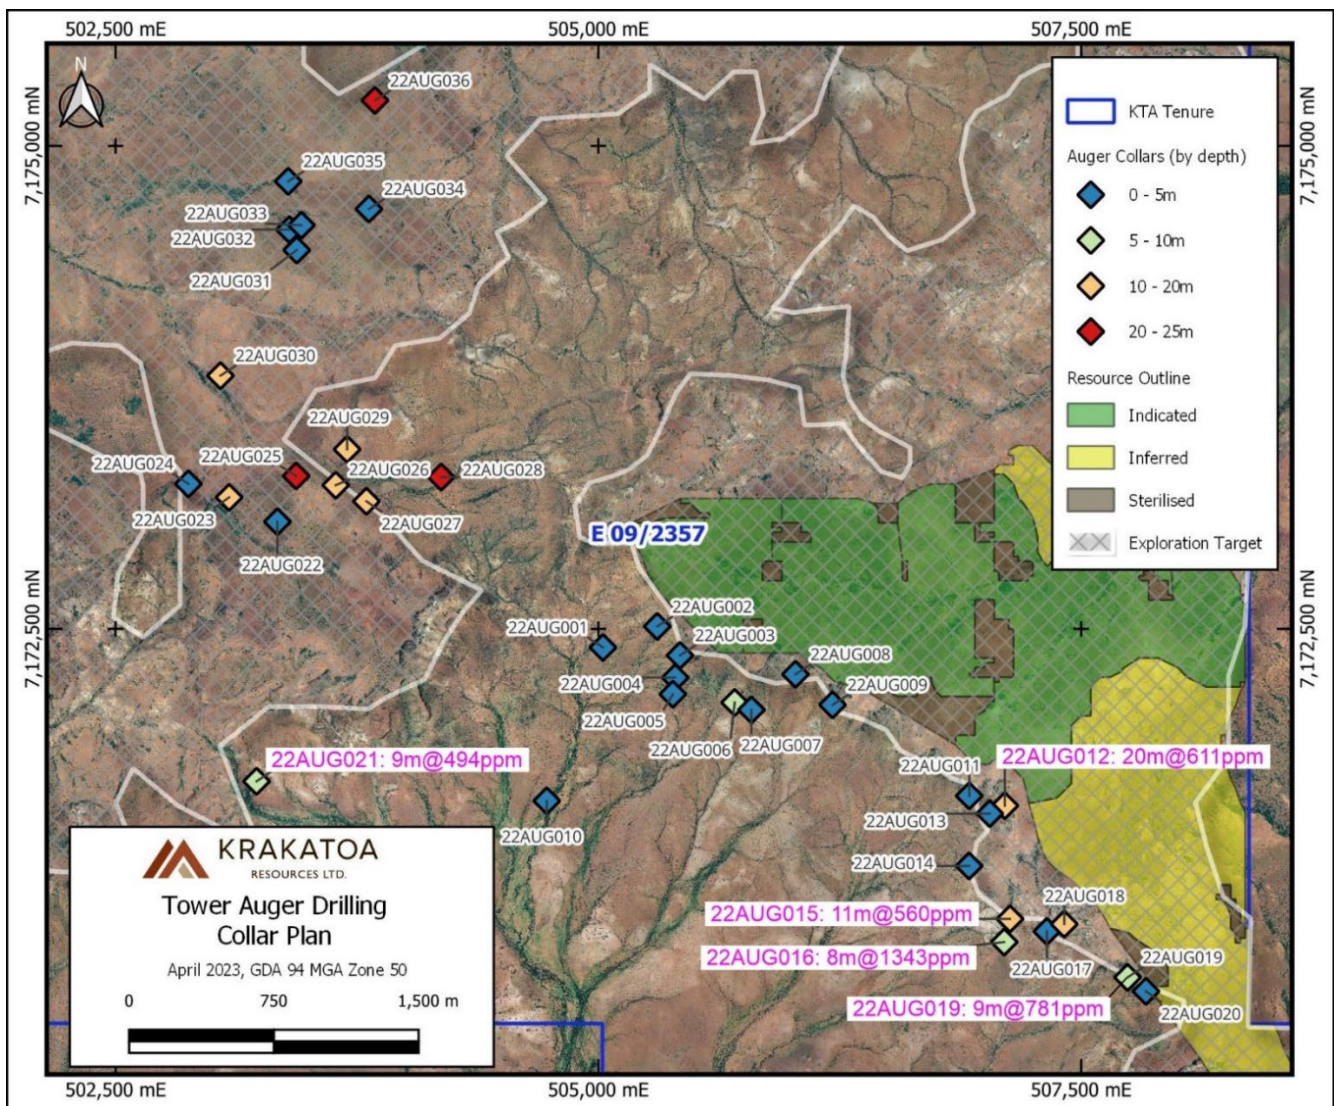 502,500 mE
505,000 mE
507,500 mE
7,175,000 mN
7,172,500 mN
7,175,000 mN
7,172,500 mN
N
22AUG036
22AUG035
22AUG034
22AUG033
22AUG032
22AUG031
22AUG030
22AUG029
22AUG024
22AUG025
22AUG026
22AUG028
22AUG023
22AUG027
22AUG022
E 09/2357
22AUG002
22AUG001
22AUG003
22AUG008
22AUG004
22AUG009
22AUG005
22AUG006
22AUG007
22AUG021: 9m@494ppm
22AUG011
22AUG012: 20m@611ppm
22AUG010
22AUG013
22AUG014
22AUG018
22AUG015: 11m@560ppm
22AUG016: 8m@1343ppm
22AUG017
22AUG019
22AUG019: 9m@781ppm
22AUG020
KTA Tenure
Auger Collars (by depth)
0 - 5m
5 - 10m
10 - 20m
20 - 25m
Resource Outline
Indicated
Inferred
Sterilised
Exploration Target
KRAKATOA
RESOURCES LTD.
Tower Auger Drilling
Collar Plan
April 2023, GDA 94 MGA Zone 50
0 750 1,500 m
502,500 mE
505,000 mE
507,500 mE